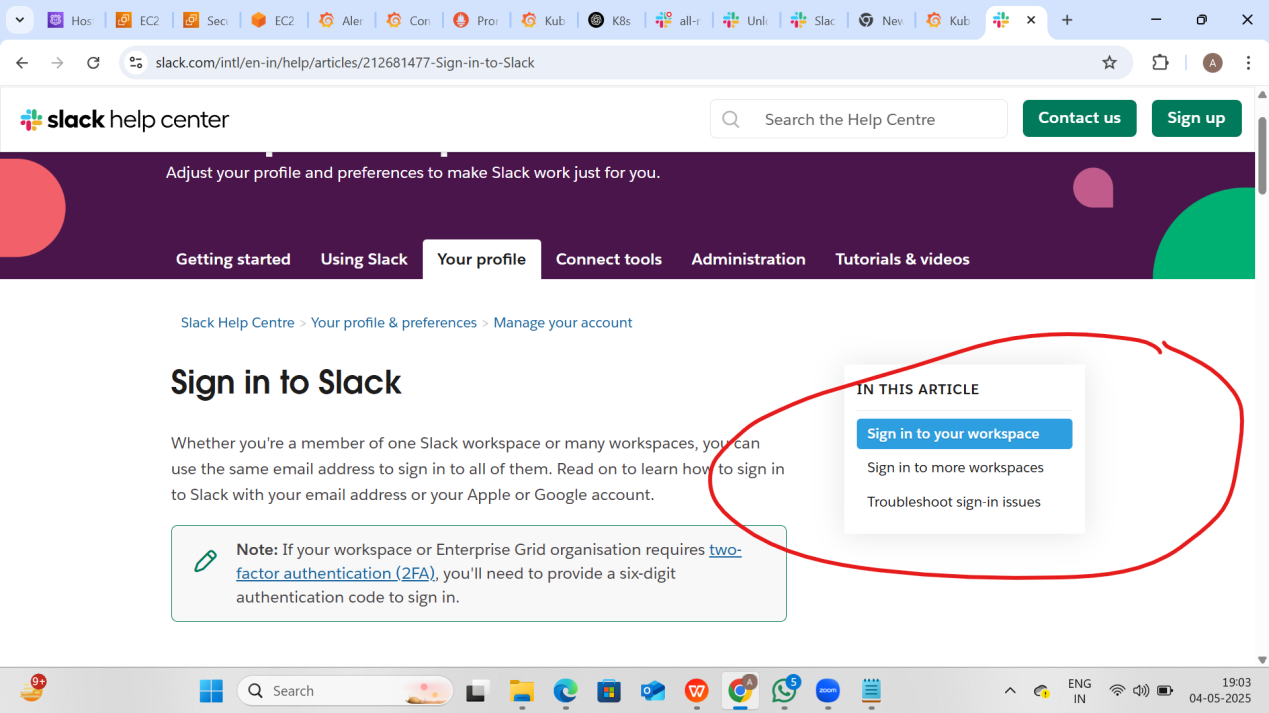 Hos
EC2
Sec
EC2
Aler
Con
Pror
Kub
K8s
all-r
Unl
Slac
Nev
Kub
slack.com/intl/en-in/help/articles/212681477-Sign-in-to-Slack
A
slack help center
Search the Help Centre
Contact us
Sign up
Adjust your profile and preferences to make Slack work just for you.
Getting started
Using Slack
Your profile
Connect tools
Administration
Tutorials & videos
Slack Help Centre > Your profile & preferences > Manage your account
Sign in to Slack
Whether you're a member of one Slack workspace or many workspaces, you can
use the same email address to sign in to all of them. Read on to learn how to sign in
to Slack with your email address or your Apple or Google account.
Note: If your workspace or Enterprise Grid organisation requires two-
factor authentication (2FA), you'll need to provide a six-digit
authentication code to sign in.
IN THIS ARTICLE
Sign in to your workspace
Sign in to more workspaces
Troubleshoot sign-in issues
9+
Search
A
5
zoom
ENG
IN
19:03
04-05-2025